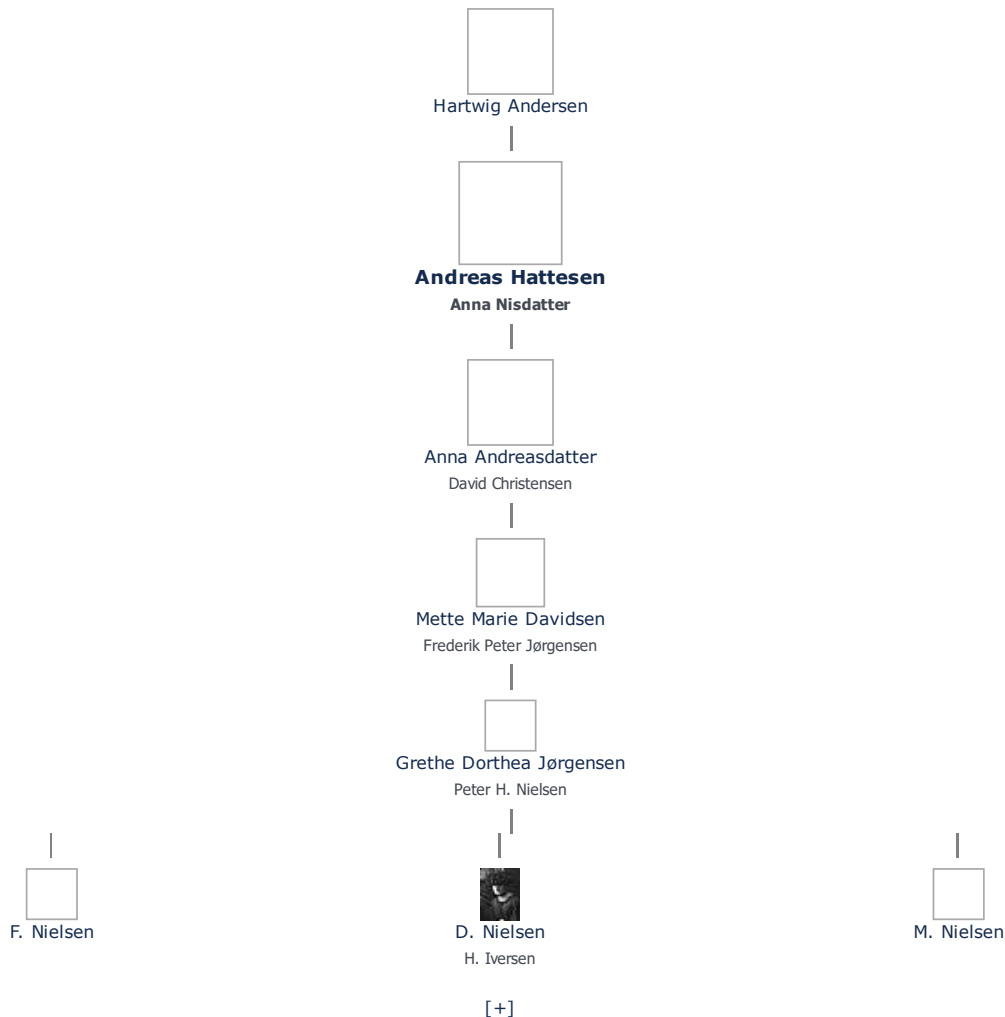 Hartwig Andersen
Andreas Hattesen
Anna Nisdatter
Anna Andreasdatter
David Christensen
Mette Marie Davidsen
Frederik Peter Jørgensen
Grethe Dorthea Jørgensen
Peter H. Nielsen
F. Nielsen
D. Nielsen
M. Nielsen
H. Iversen
[+]